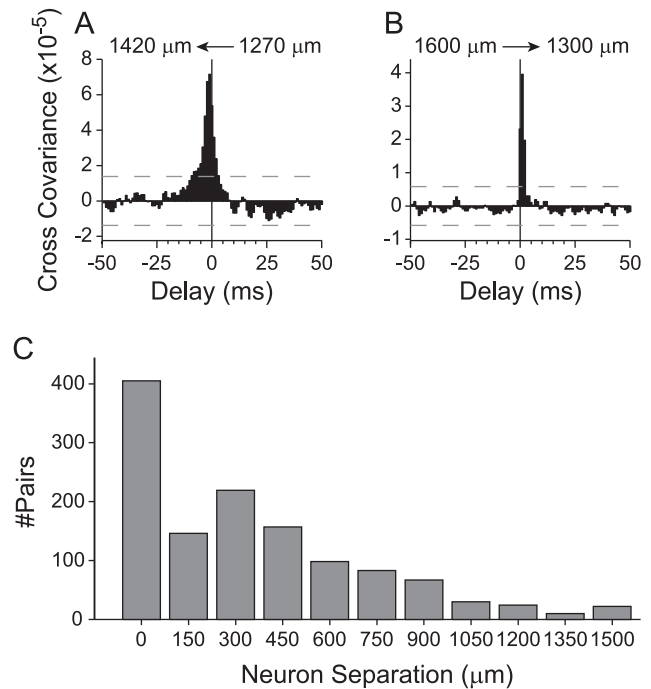 A
B
1420 μm ← 1270 μm
1600 μm → 1300 μm
Cross Covariance (x10-5)
8
6
4
2
0
-2
4
3
2
1
0
-1
-50 -25 0 25 50
-50 -25 0 25 50
Delay (ms)
Delay (ms)
C
#Pairs
400
300
200
100
0
0 150 300 450 600 750 900 1050 1200 1350 1500
Neuron Separation (μm)